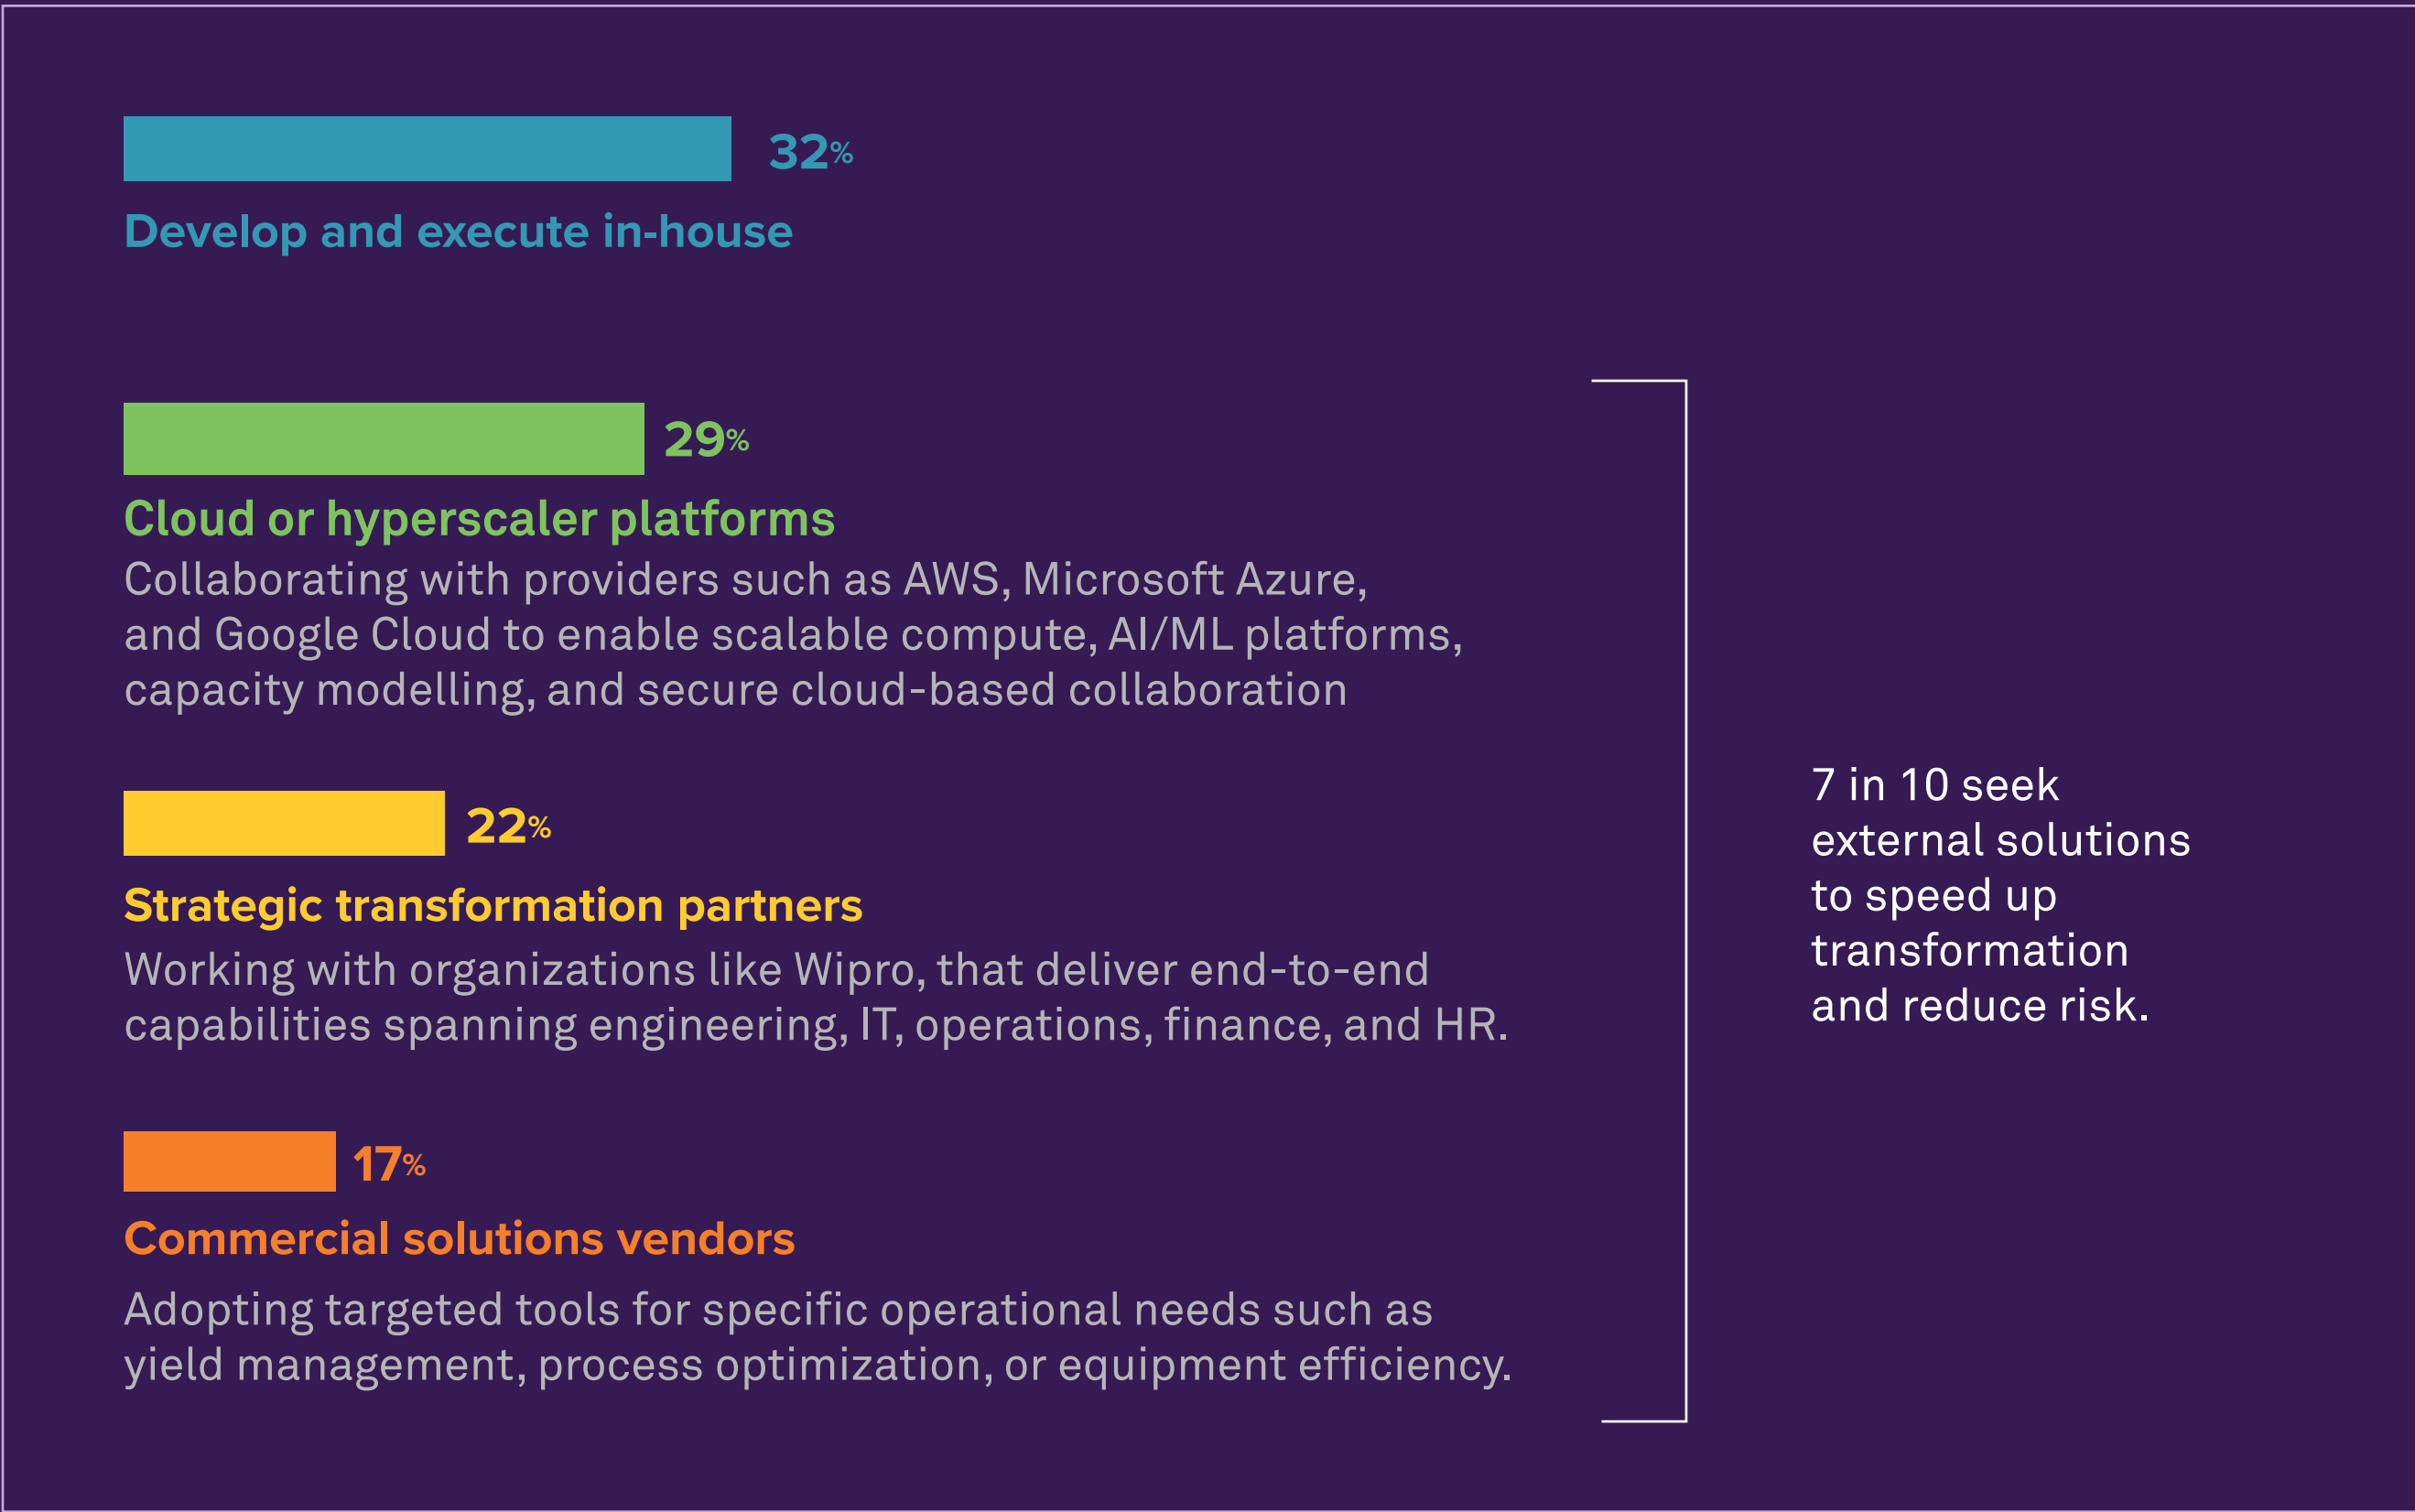 32%
Develop and execute in-house
29%
Cloud or hyperscaler platforms
Collaborating with providers such as AWS, Microsoft Azure,
and Google Cloud to enable scalable compute, AI/ML platforms,
capacity modelling, and secure cloud-based collaboration
22%
Strategic transformation partners
Working with organizations like Wipro, that deliver end-to-end
capabilities spanning engineering, IT, operations, finance, and HR.
17%
Commercial solutions vendors
Adopting targeted tools for specific operational needs such as
yield management, process optimization, or equipment efficiency.
7 in 10 seek
external solutions
to speed up
transformation
and reduce risk.